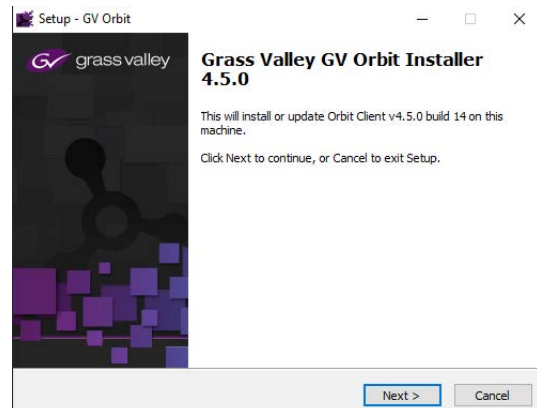 Setup - GV Orbit
GV grass valley
Grass Valley GV Orbit Installer
4.5.0
This will install or update Orbit Client v4.5.0 build 14 on this
machine.
Click Next to continue, or Cancel to exit Setup.
Next >
Cancel